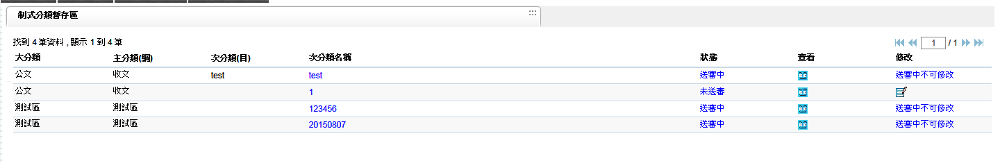 制式分類暫存區
找到 4 筆資料 , 顯示 1 到 4 筆 1 / 1
大分類 主分類(綱) 次分類(目) 次分類名稱 狀態 查看 修改
公文 收文 test test 送審中 送審中不可修改
公文 收文 1 未送審
測試區 測試區 123456 送審中 送審中不可修改
測試區 測試區 20150807 送審中 送審中不可修改